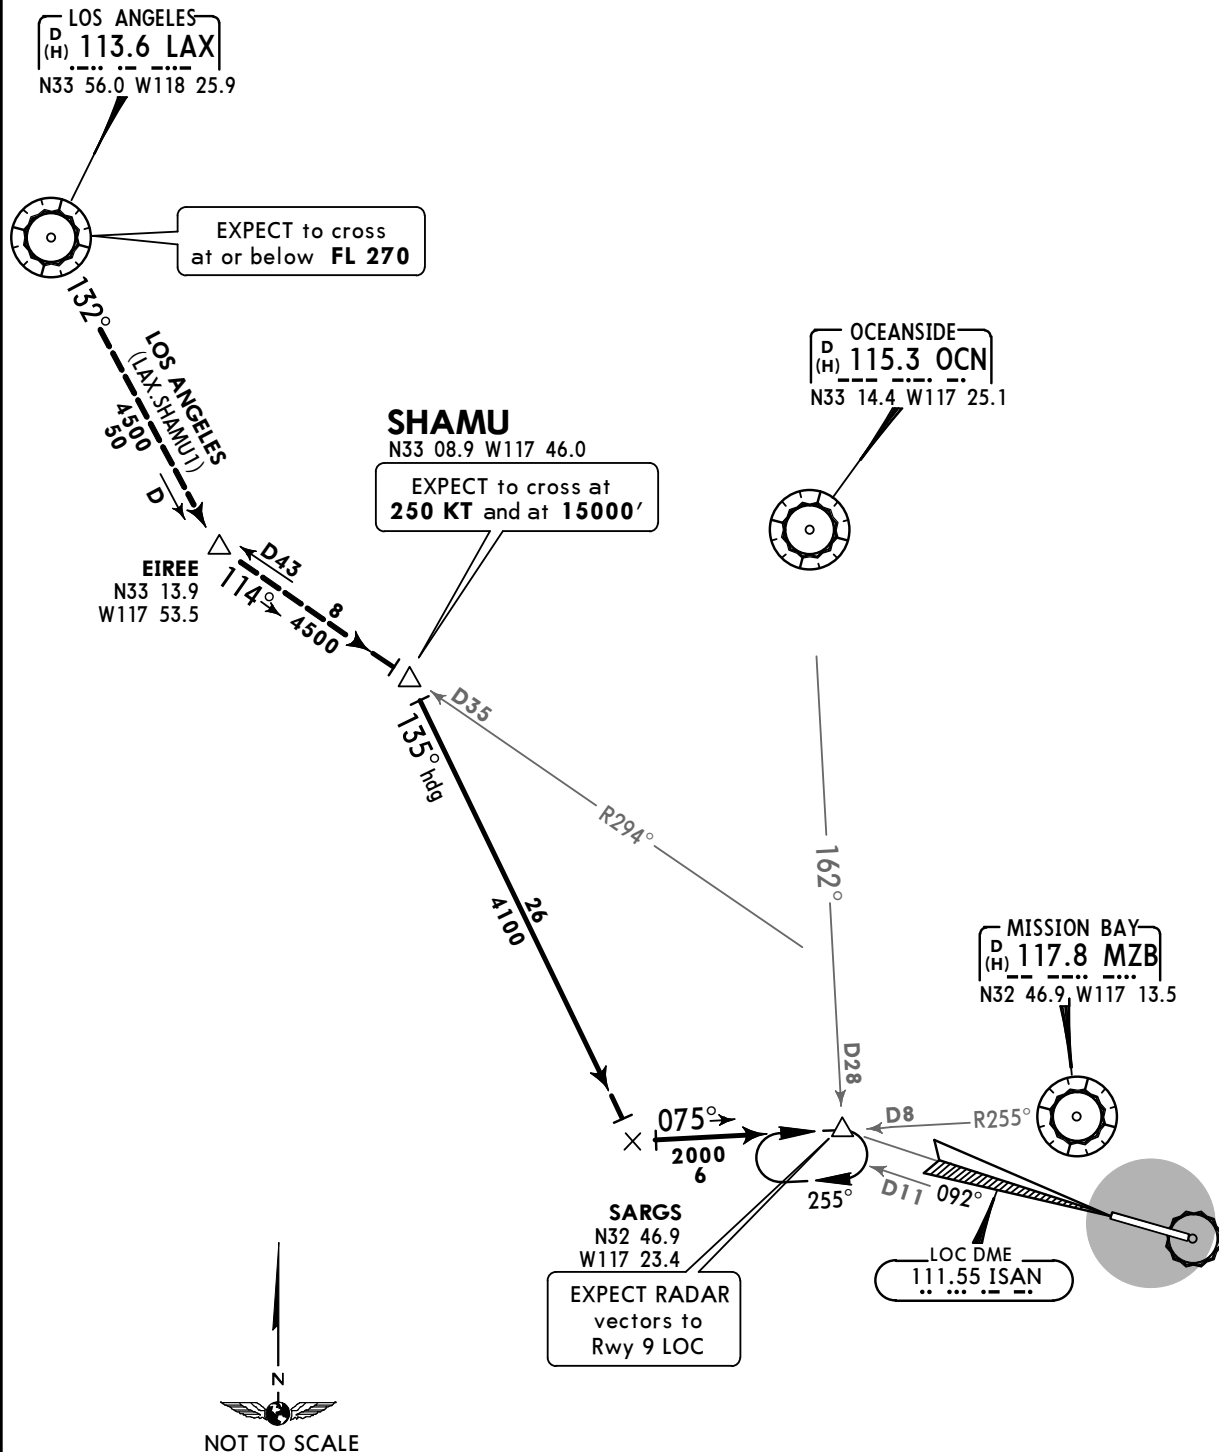 LOS ANGELES
D
(H) 113.6 LAX
N33 56.0 W118 25.9
EXPECT to cross
at or below FL 270
132°
LOS ANGELES
(LAX.SHAMU1)
4500
50
D
OCEANSIDE
D
(H) 115.3 OCN
N33 14.4 W117 25.1
SHAMU
N33 08.9 W117 46.0
EXPECT to cross at
250 KT and at 15000'
EIREE
N33 13.9
W117 53.5
D43
114°
8
4500
D35
135° hdg
R294°
26
4100
162°
D28
MISSION BAY
D
(H) 117.8 MZB
N32 46.9 W117 13.5
075°
2000
6
D8
R255°
255°
D11
092°
SARGS
N32 46.9
W117 23.4
EXPECT RADAR
vectors to
Rwy 9 LOC
LOC DME
111.55 ISAN
N
NOT TO SCALE